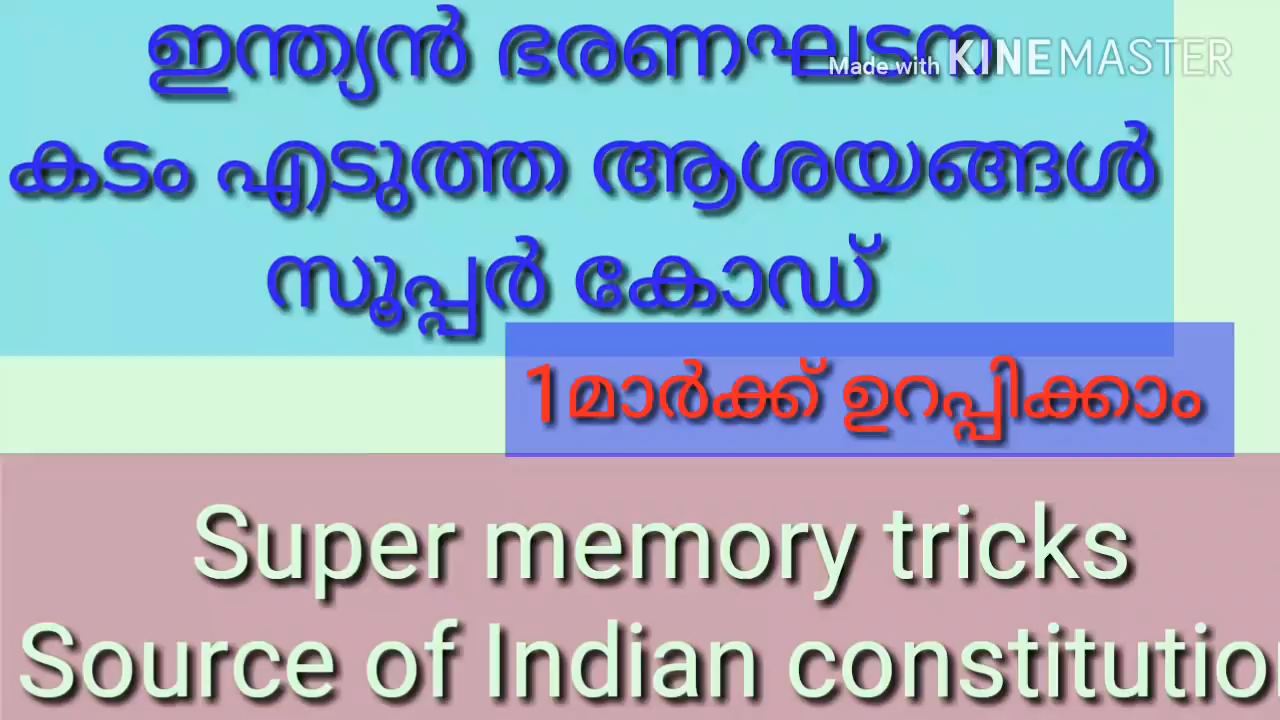 ഇന്ത്യൻ ഭരണഘടന
Made with KINEMASTER
കടം എടുത്ത ആശയങ്ങൾ
സൂപ്പർ കോഡ്
1മാർക്ക് ഉറപ്പിക്കാം
Super memory tricks
Source of Indian constitutio